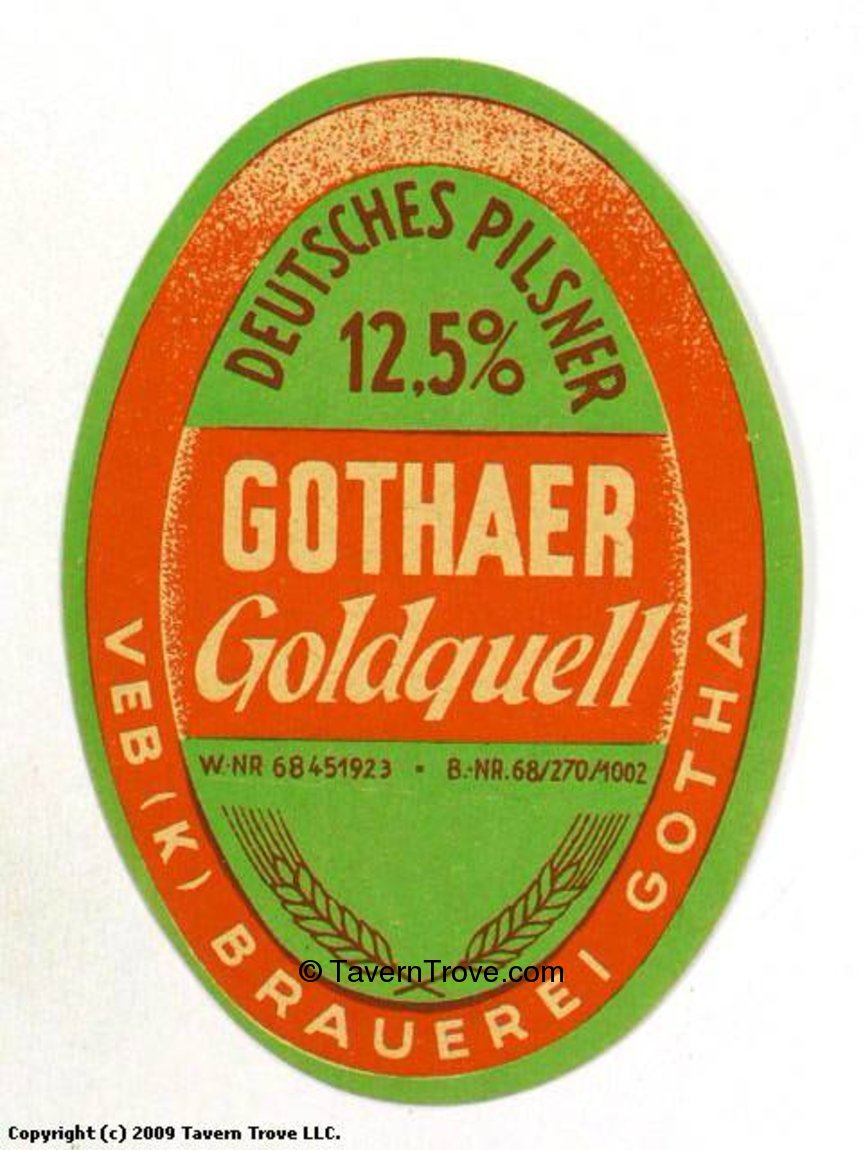 DEUTSCHES PILSNER
12,5%
GOTHAER
Goldquell
W.-NR 68451923 • B.-NR.68/270/1002
VEB (K) BRAUEREI GOTHA
© TavernTrove.com
Copyright (c) 2009 Tavern Trove LLC.